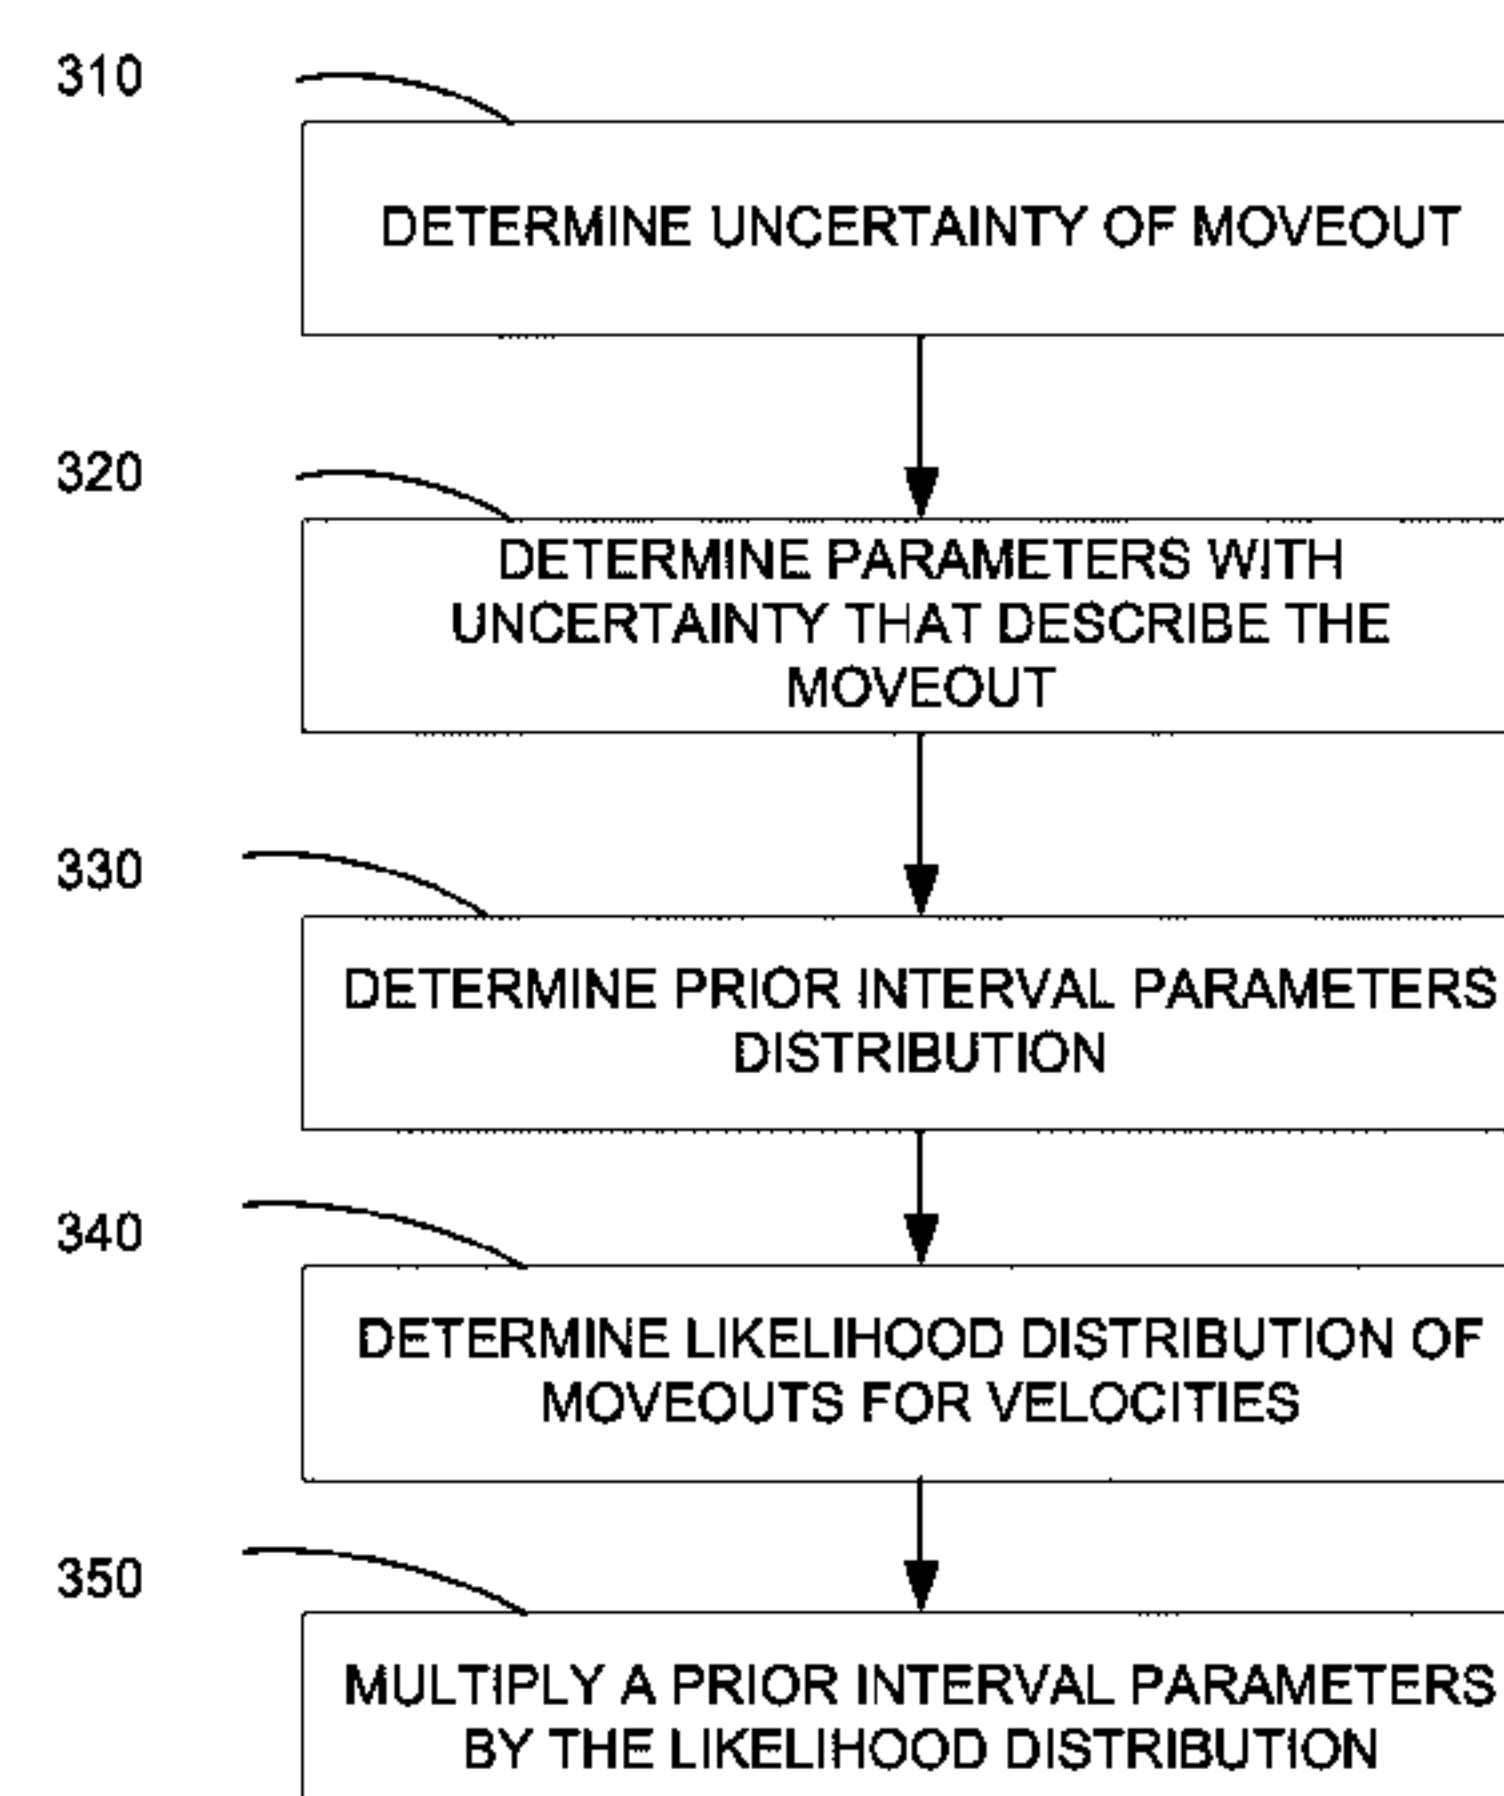 310
DETERMINE UNCERTAINTY OF MOVEOUT
320
DETERMINE PARAMETERS WITH
UNCERTAINTY THAT DESCRIBE THE
MOVEOUT
330
DETERMINE PRIOR INTERVAL PARAMETERS
DISTRIBUTION
340
DETERMINE LIKELIHOOD DISTRIBUTION OF
MOVEOUTS FOR VELOCITIES
350
MULTIPLY A PRIOR INTERVAL PARAMETERS
BY THE LIKELIHOOD DISTRIBUTION